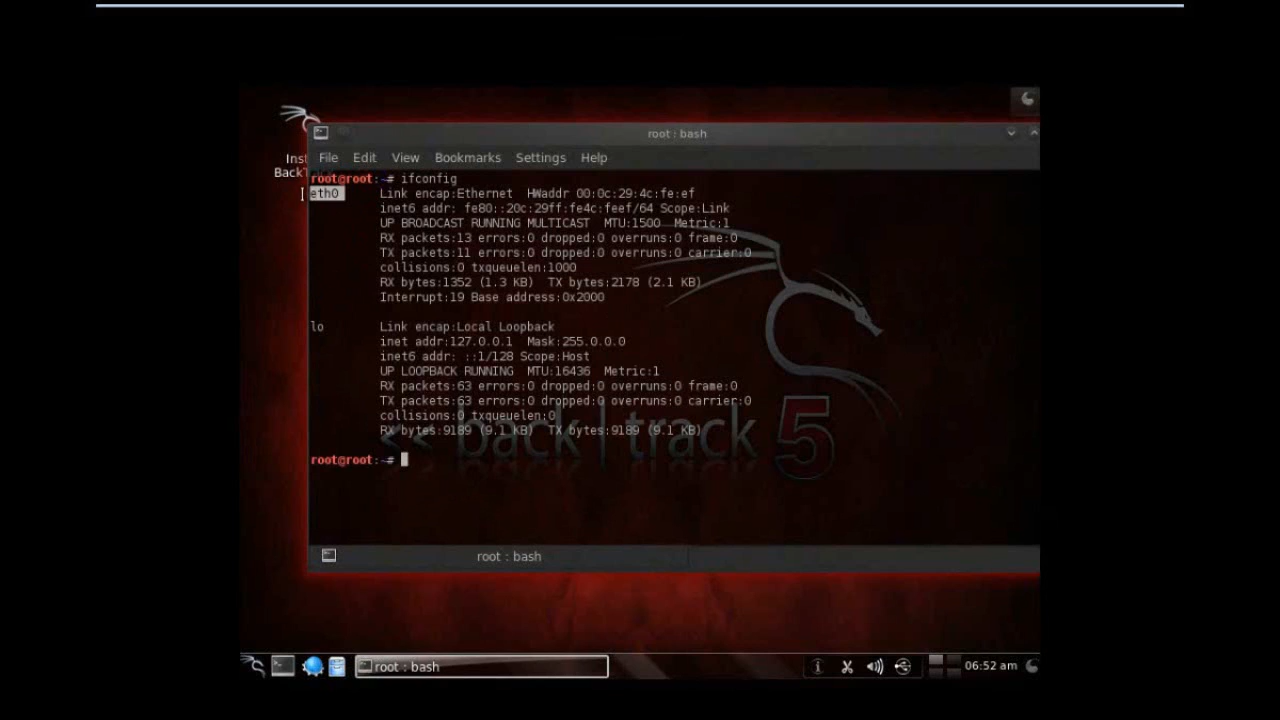 Inst
BackT
root : bash
File Edit View Bookmarks Settings Help
root@root:~# ifconfig
eth0 Link encap:Ethernet HWaddr 00:0c:29:4c:fe:ef
inet6 addr: fe80::20c:29ff:fe4c:feef/64 Scope:Link
UP BROADCAST RUNNING MULTICAST MTU:1500 Metric:1
RX packets:13 errors:0 dropped:0 overruns:0 frame:0
TX packets:11 errors:0 dropped:0 overruns:0 carrier:0
collisions:0 txqueuelen:1000
RX bytes:1352 (1.3 KB) TX bytes:2178 (2.1 KB)
Interrupt:19 Base address:0x2000
lo Link encap:Local Loopback
inet addr:127.0.0.1 Mask:255.0.0.0
inet6 addr: ::1/128 Scope:Host
UP LOOPBACK RUNNING MTU:16436 Metric:1
RX packets:63 errors:0 dropped:0 overruns:0 frame:0
TX packets:63 errors:0 dropped:0 overruns:0 carrier:0
collisions:0 txqueuelen:0
RX bytes:9189 (9.1 KB) TX bytes:9189 (9.1 KB)
<< back | track 5
root@root:~#
root : bash
root : bash
06:52 am